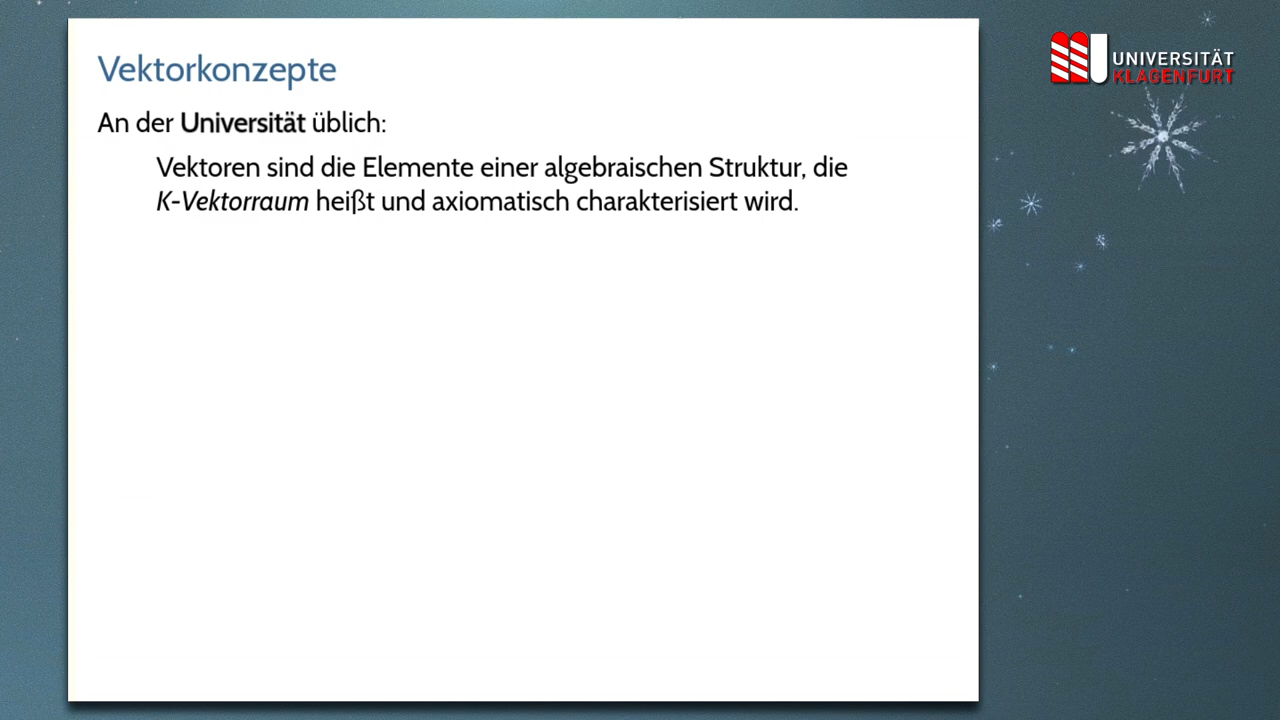 Vektorkonzepte
An der Universität üblich:
Vektoren sind die Elemente einer algebraischen Struktur, die
K-Vektorraum heißt und axiomatisch charakterisiert wird.
UNIVERSITÄT
KLAGENFURT